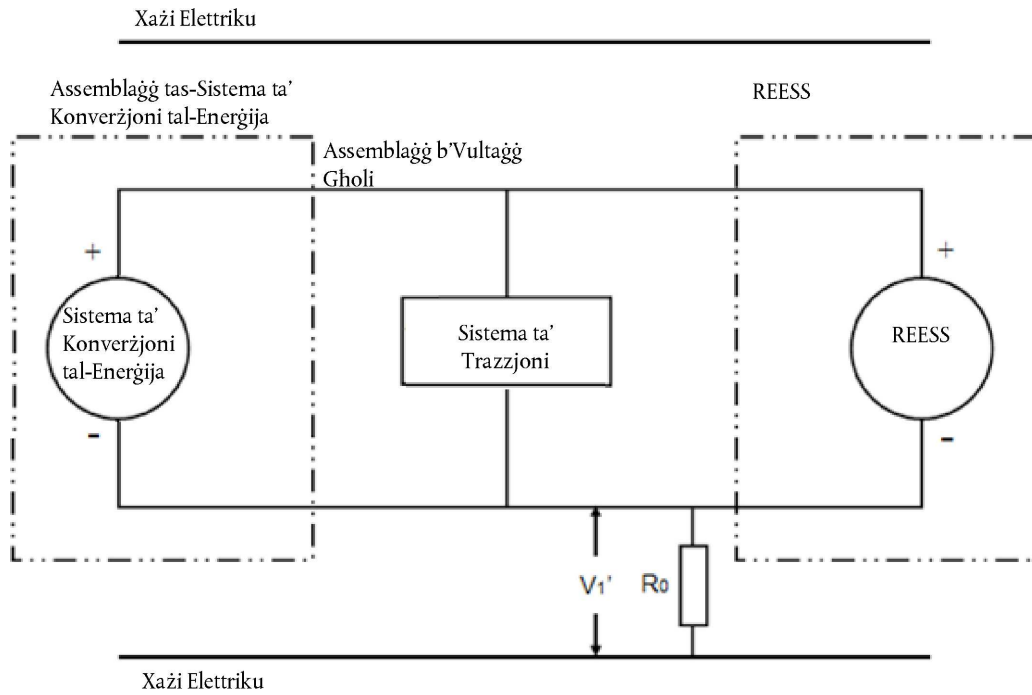 Xażi Elettriku
Assemblaġġ tas-Sistema ta'
Konverżjoni tal-Enerġija
REESS
Assemblaġġ b'Vultaġġ
Għoli
+
+
Sistema ta'
Konverżjoni
tal-Enerġija
Sistema ta'
Trazzjoni
REESS
-
-
V1'
R0
Xażi Elettriku